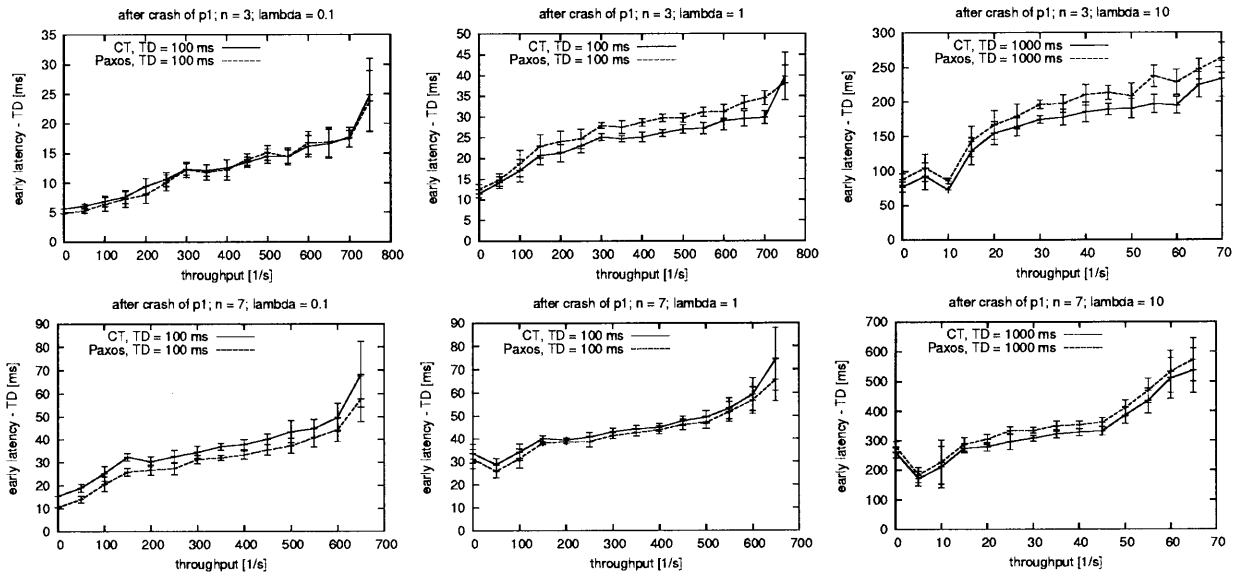 after crash of p1; n = 3; lambda = 0.1
early latency - TD [ms]
35
30
25
20
15
10
5
0
CT, TD = 100 ms
Paxos, TD = 100 ms
0 100 200 300 400 500 600 700 800
throughput [1/s]
after crash of p1; n = 3; lambda = 1
early latency - TD [ms]
50
45
40
35
30
25
20
15
10
5
0
CT, TD = 100 ms
Paxos, TD = 100 ms
0 100 200 300 400 500 600 700 800
throughput [1/s]
after crash of p1; n = 3; lambda = 10
early latency - TD [ms]
300
250
200
150
100
50
0
CT, TD = 1000 ms
Paxos, TD = 1000 ms
0 10 20 30 40 50 60 70
throughput [1/s]
after crash of p1; n = 7; lambda = 0.1
early latency - TD [ms]
90
80
70
60
50
40
30
20
10
0
CT, TD = 100 ms
Paxos, TD = 100 ms
0 100 200 300 400 500 600 700
throughput [1/s]
after crash of p1; n = 7; lambda = 1
early latency - TD [ms]
90
80
70
60
50
40
30
20
10
0
CT, TD = 100 ms
Paxos, TD = 100 ms
0 100 200 300 400 500 600 700
throughput [1/s]
after crash of p1; n = 7; lambda = 10
early latency - TD [ms]
700
600
500
400
300
200
100
0
CT, TD = 1000 ms
Paxos, TD = 1000 ms
0 10 20 30 40 50 60 70
throughput [1/s]